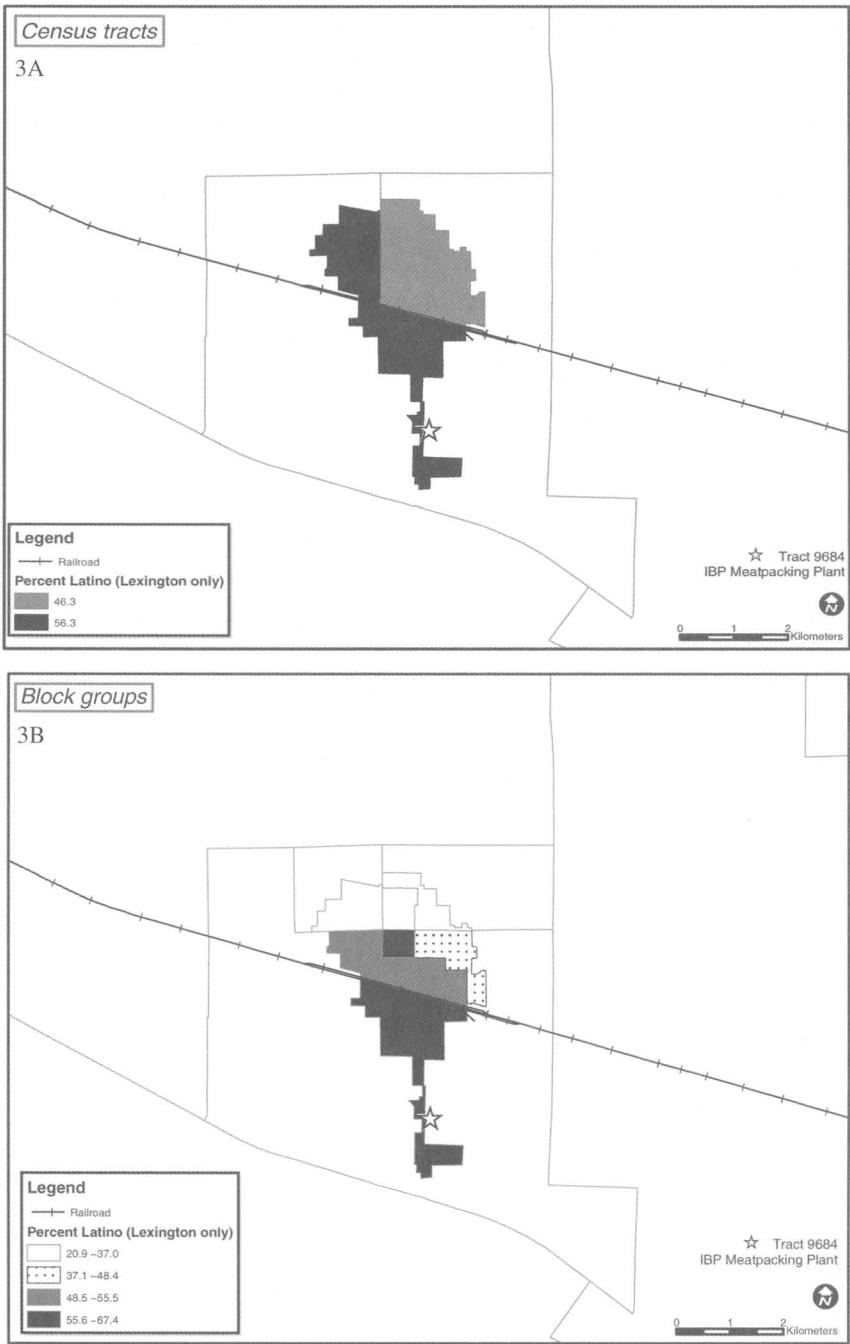 Census tracts
3A
Legend
Railroad
Percent Latino (Lexington only)
46.3
56.3
Tract 9684
IBP Meatpacking Plant
N
0 1 2
Kilometers
Block groups
3B
Legend
Railroad
Percent Latino (Lexington only)
20.9 –37.0
37.1 –48.4
48.5 –55.5
55.6 –67.4
Tract 9684
IBP Meatpacking Plant
N
0 1 2
Kilometers